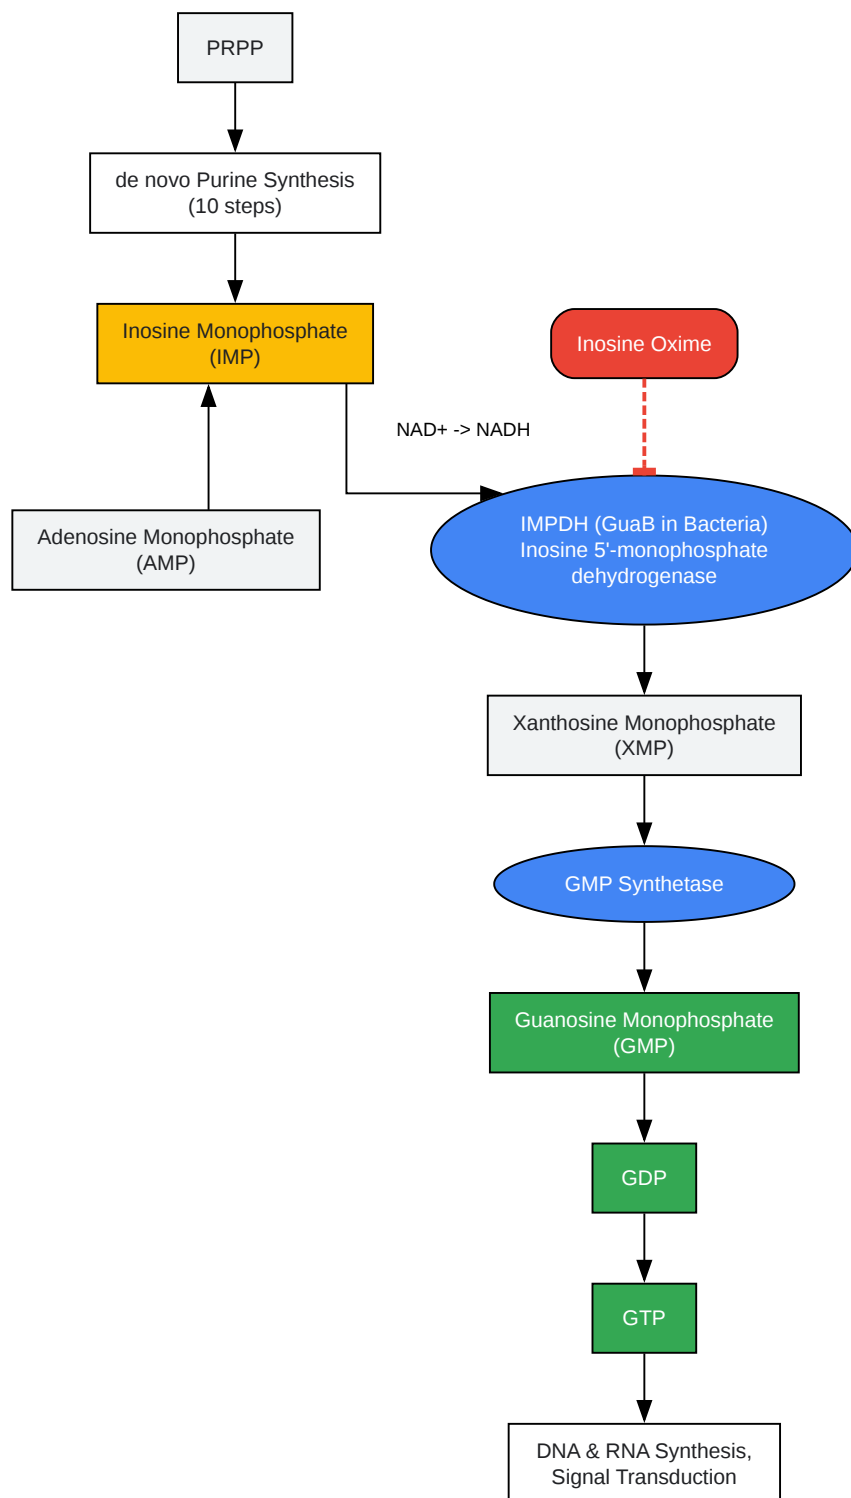 PRPP
de novo Purine Synthesis
(10 steps)
Inosine Monophosphate
(IMP)
Inosine Oxime
NAD+ -> NADH
Adenosine Monophosphate
(AMP)
IMPDH (GuaB in Bacteria)
Inosine 5'-monophosphate
dehydrogenase
Xanthosine Monophosphate
(XMP)
GMP Synthetase
Guanosine Monophosphate
(GMP)
GDP
GTP
DNA & RNA Synthesis,
Signal Transduction